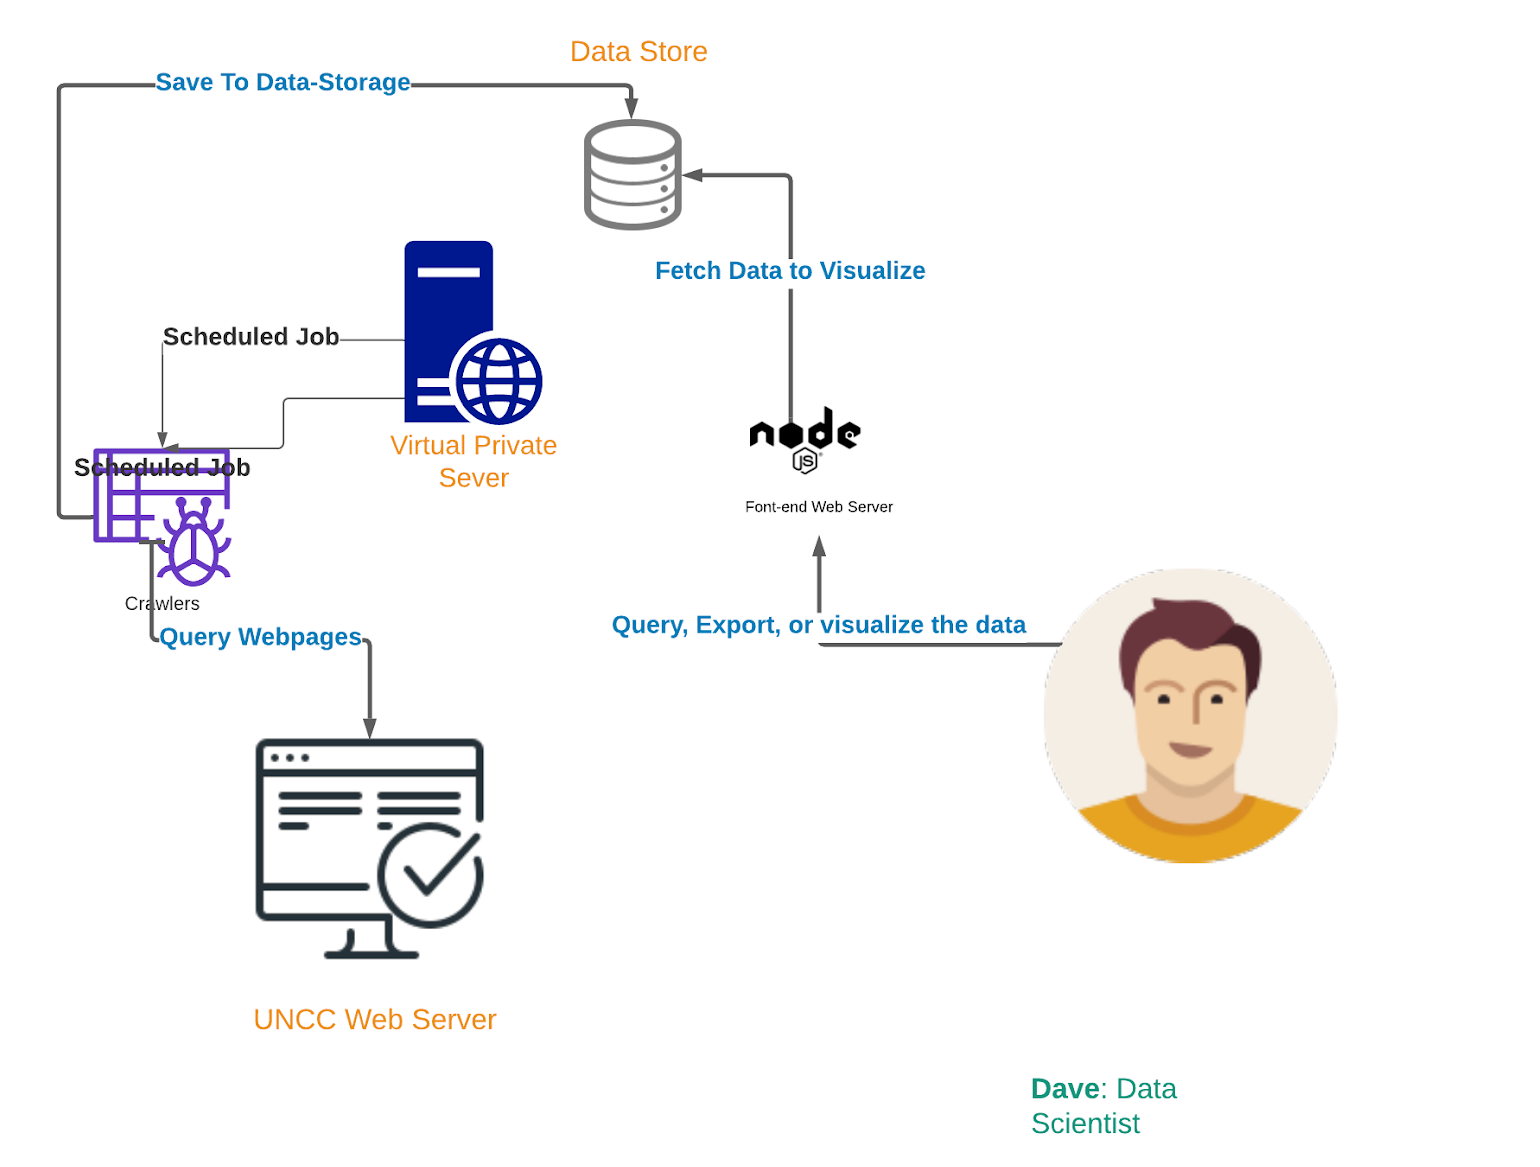 Data Store
Save To Data-Storage
Fetch Data to Visualize
Scheduled Job
Virtual Private
Sever
Scheduled Job
node
JS
Font-end Web Server
Crawlers
Query Webpages
Query, Export, or visualize the data
UNCC Web Server
Dave: Data
Scientist